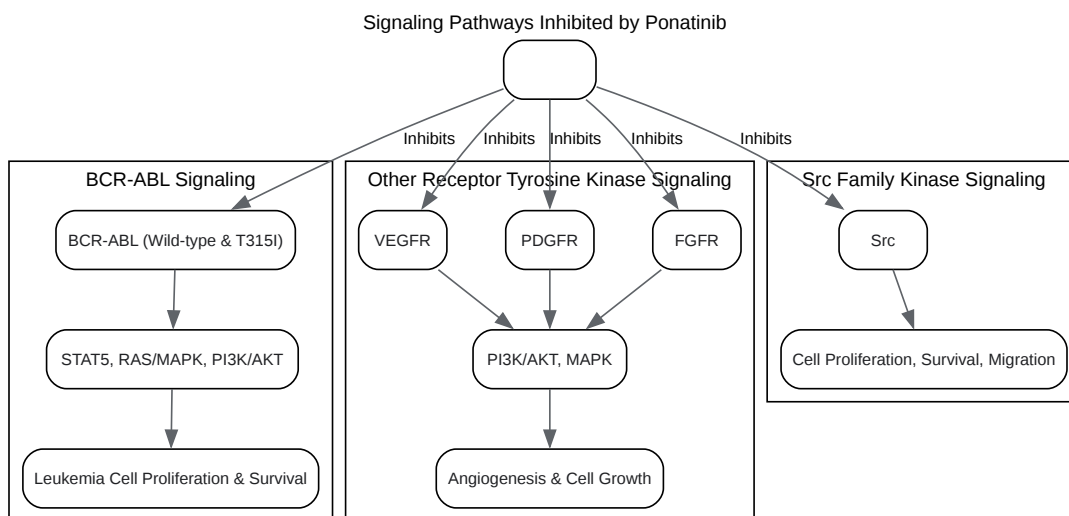 Signaling Pathways Inhibited by Ponatinib
Inhibits
Inhibits
Inhibits
Inhibits
Inhibits
BCR-ABL Signaling
Other Receptor Tyrosine Kinase Signaling
Src Family Kinase Signaling
BCR-ABL (Wild-type & T315I)
VEGFR
PDGFR
FGFR
Src
STAT5, RAS/MAPK, PI3K/AKT
PI3K/AKT, MAPK
Cell Proliferation, Survival, Migration
Leukemia Cell Proliferation & Survival
Angiogenesis & Cell Growth